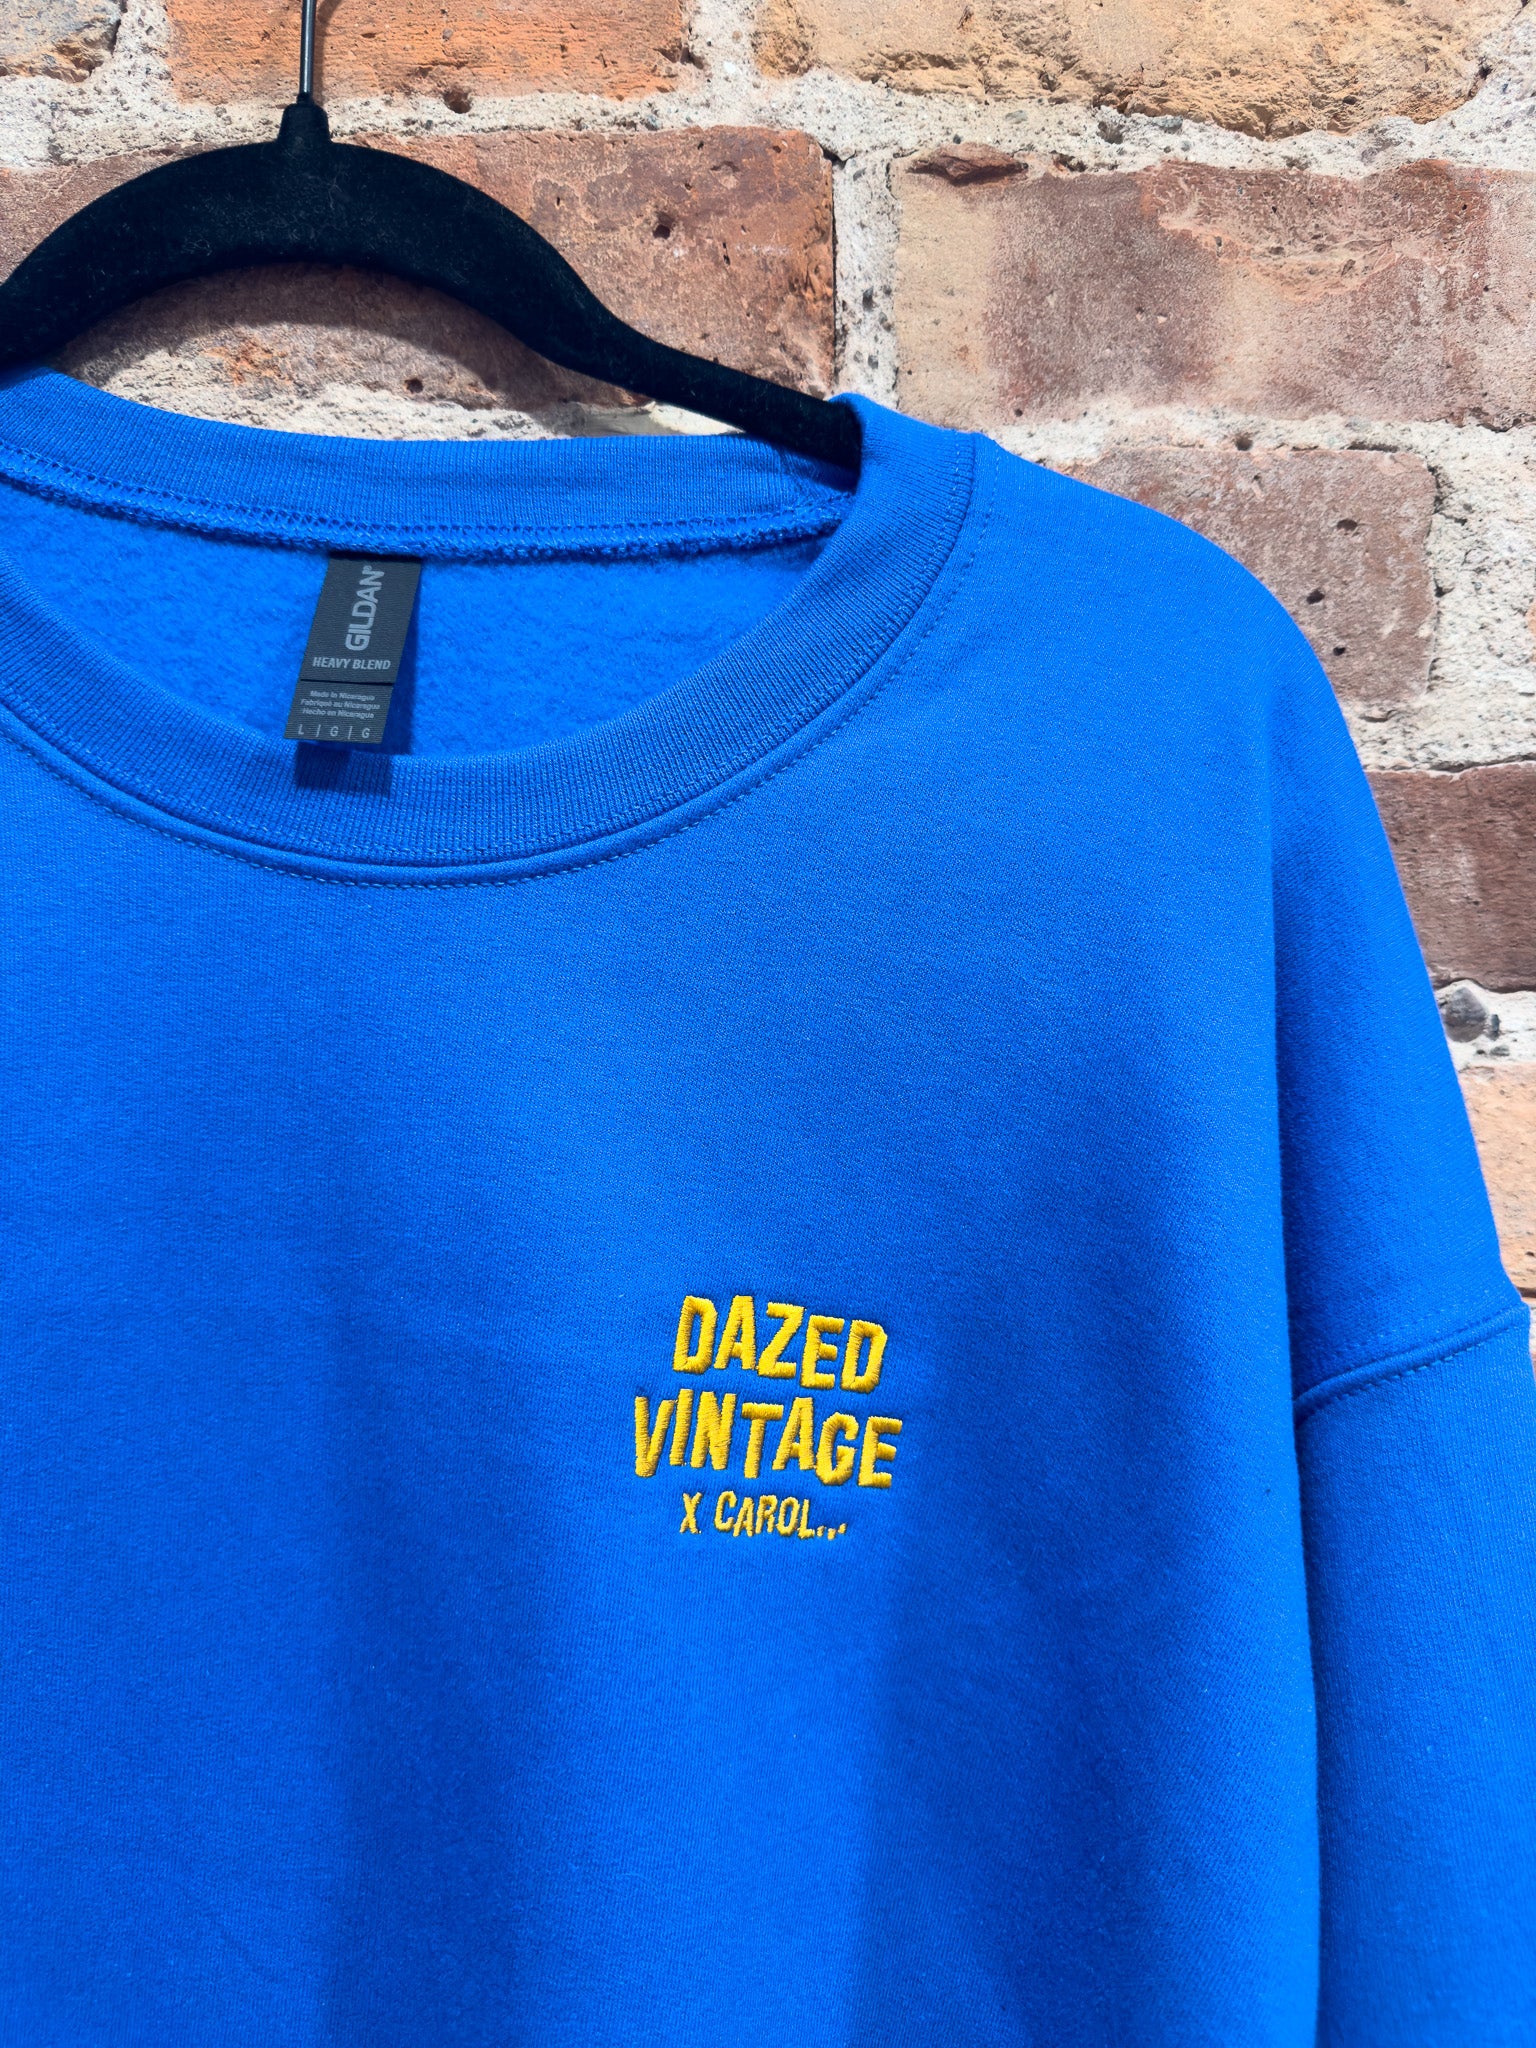 GILDAN®
HEAVY BLEND
Made in Nicaragua
Fabriqué au Nicaragua
Hecho en Nicaragua
L | G | G
DAZED
VINTAGE
X CAROL...